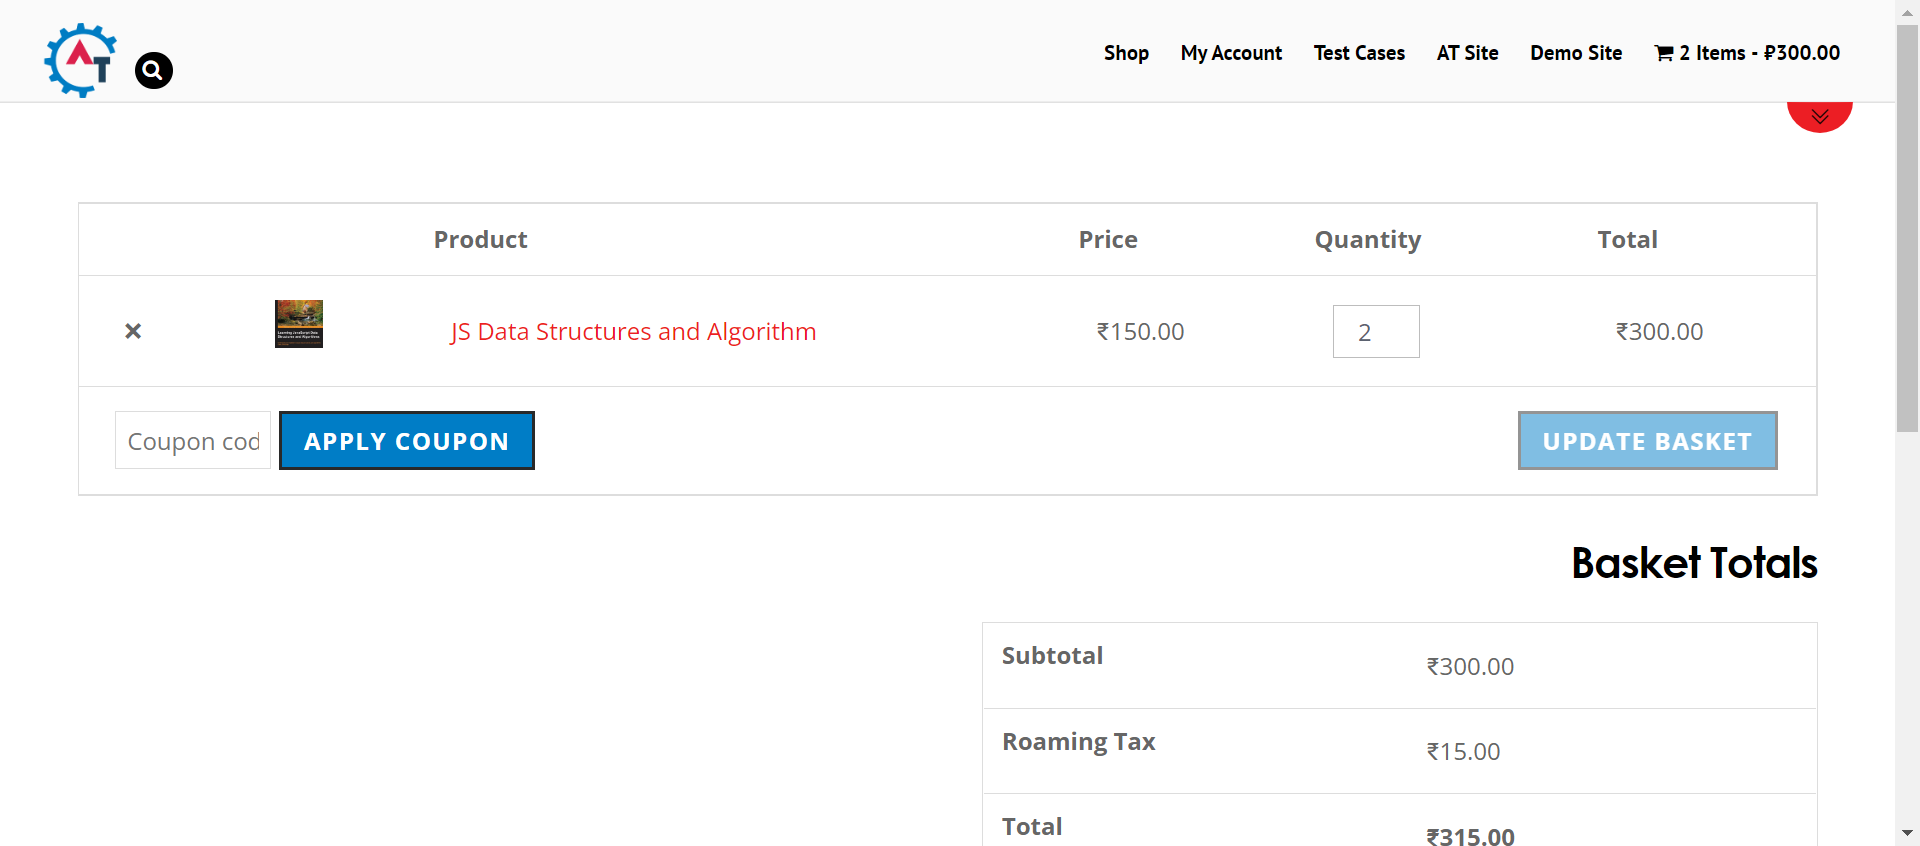 AT
Shop My Account Test Cases AT Site Demo Site 2 Items - ₽300.00
Product Price Quantity Total
× JS Data Structures and Algorithm ₹150.00 2 ₹300.00
Coupon cod APPLY COUPON UPDATE BASKET
Basket Totals
Subtotal ₹300.00
Roaming Tax ₹15.00
Total ₹315.00